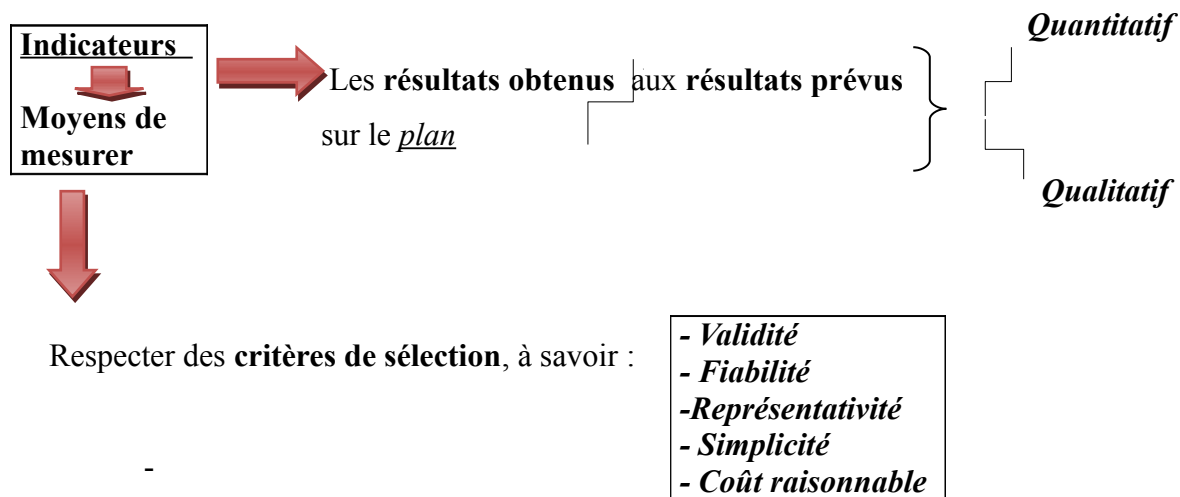 Quantitatif
Indicateurs
Les résultats obtenus aux résultats prévus
Moyens de
mesurer
sur le plan
Qualitatif
Respecter des critères de sélection, à savoir :
- Validité
- Fiabilité
-Représentativité
- Simplicité
- Coût raisonnable
-